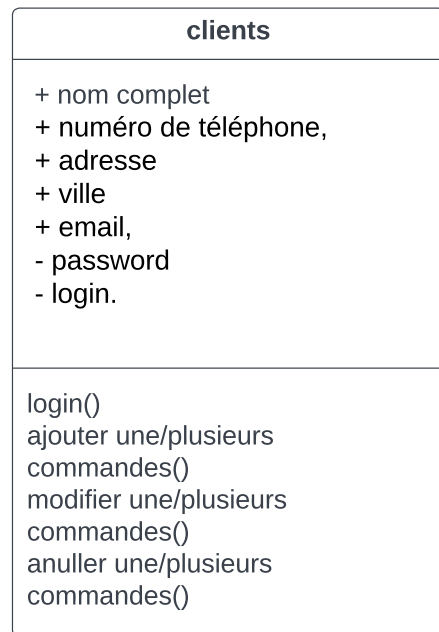 clients
+ nom complet
+ numéro de téléphone,
+ adresse
+ ville
+ email,
- password
- login.
login()
ajouter une/plusieurs
commandes()
modifier une/plusieurs
commandes()
anuller une/plusieurs
commandes()